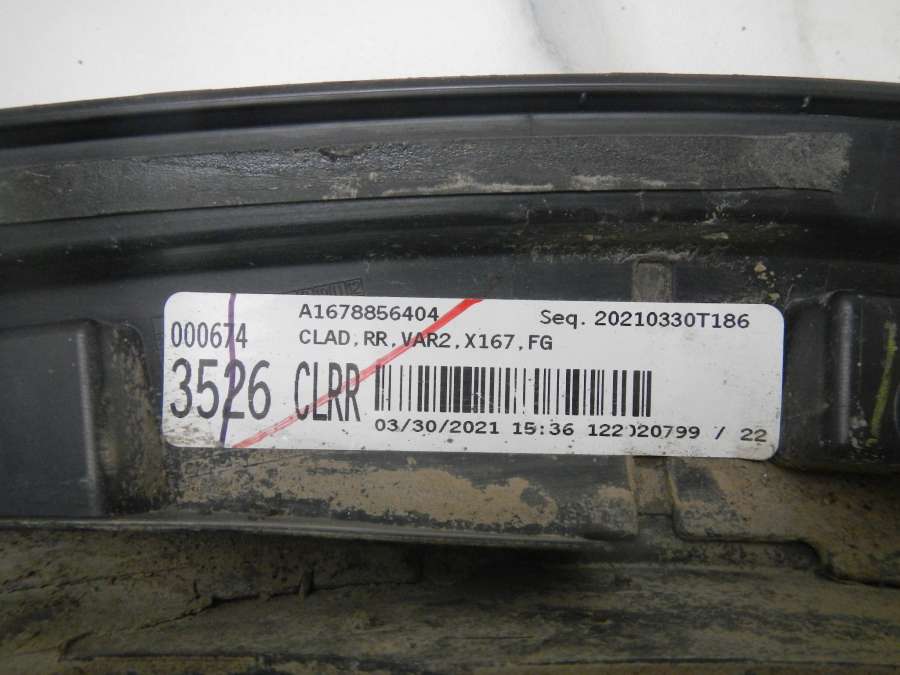 A1678856404 Seq. 20210330T186
000674 CLAD,RR,VAR2,X167,FG
3526 CLRR
03/30/2021 15:36 122020799 / 22